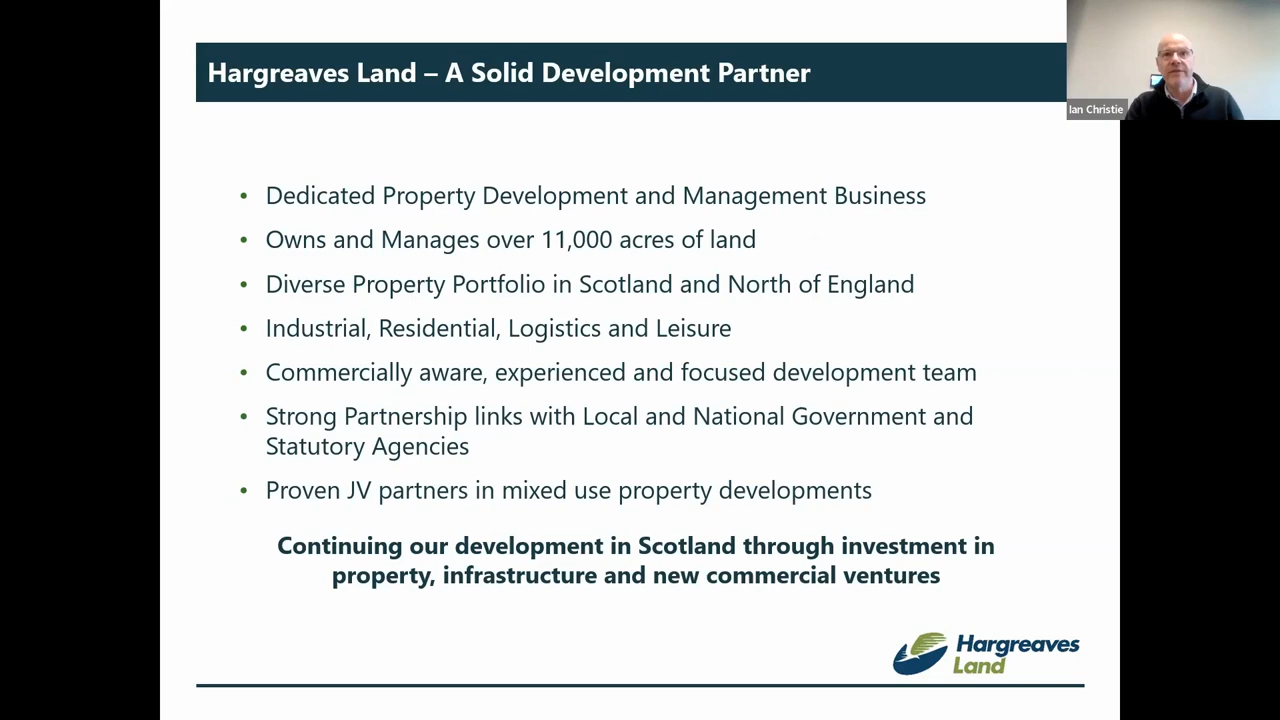 Hargreaves Land – A Solid Development Partner
Ian Christie
• Dedicated Property Development and Management Business
• Owns and Manages over 11,000 acres of land
• Diverse Property Portfolio in Scotland and North of England
• Industrial, Residential, Logistics and Leisure
• Commercially aware, experienced and focused development team
• Strong Partnership links with Local and National Government and
Statutory Agencies
• Proven JV partners in mixed use property developments
Continuing our development in Scotland through investment in
property, infrastructure and new commercial ventures
Hargreaves
Land